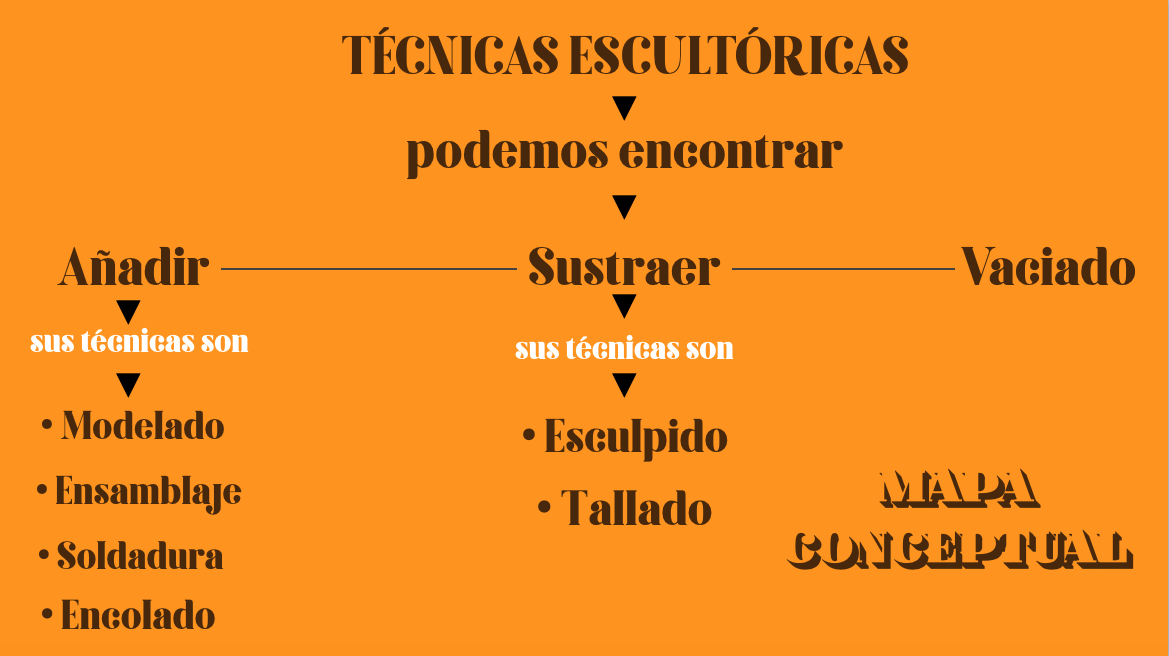 TÉCNICAS ESCULTÓRICAS
podemos encontrar
Añadir
Sustraer
Vaciado
sus técnicas son
• Modelado
• Ensamblaje
• Soldadura
• Encolado
sus técnicas son
• Esculpido
• Tallado
MAPA
CONCEPTUAL